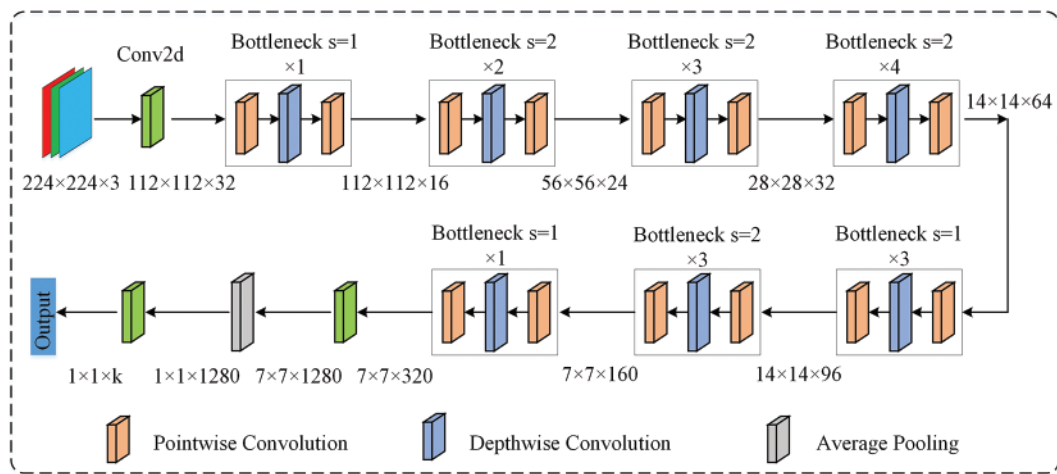 Conv2d
Bottleneck s=1
×1
Bottleneck s=2
×2
Bottleneck s=2
×3
Bottleneck s=2
×4
14×14×64
224×224×3
112×112×32
112×112×16
56×56×24
28×28×32
Bottleneck s=1
×1
Bottleneck s=2
×3
Bottleneck s=1
×3
Output
1×1×k
1×1×1280
7×7×1280
7×7×320
7×7×160
14×14×96
Pointwise Convolution
Depthwise Convolution
Average Pooling